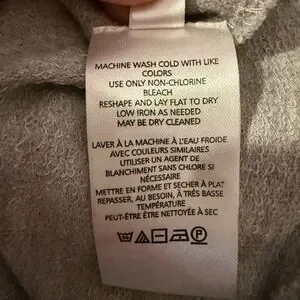 MACHINE WASH COLD WITH LIKE
COLORS
USE ONLY NON-CHLORINE
BLEACH
RESHAPE AND LAY FLAT TO DRY
LOW IRON AS NEEDED
MAY BE DRY CLEANED
LAVER À LA MACHINE À L'EAU FROIDE
AVEC COULEURS SIMILAIRES
UTILISER UN AGENT DE
BLANCHIMENT SANS CHLORE SI
NÉCESSAIRE
METTRE EN FORME ET SECHER À PLAT
REPASSER, AU BESOIN, À TRÈS BASSE
TEMPÉRATURE
PEUT-ÊTRE ÊTRE NETTOYÉE À SEC
P